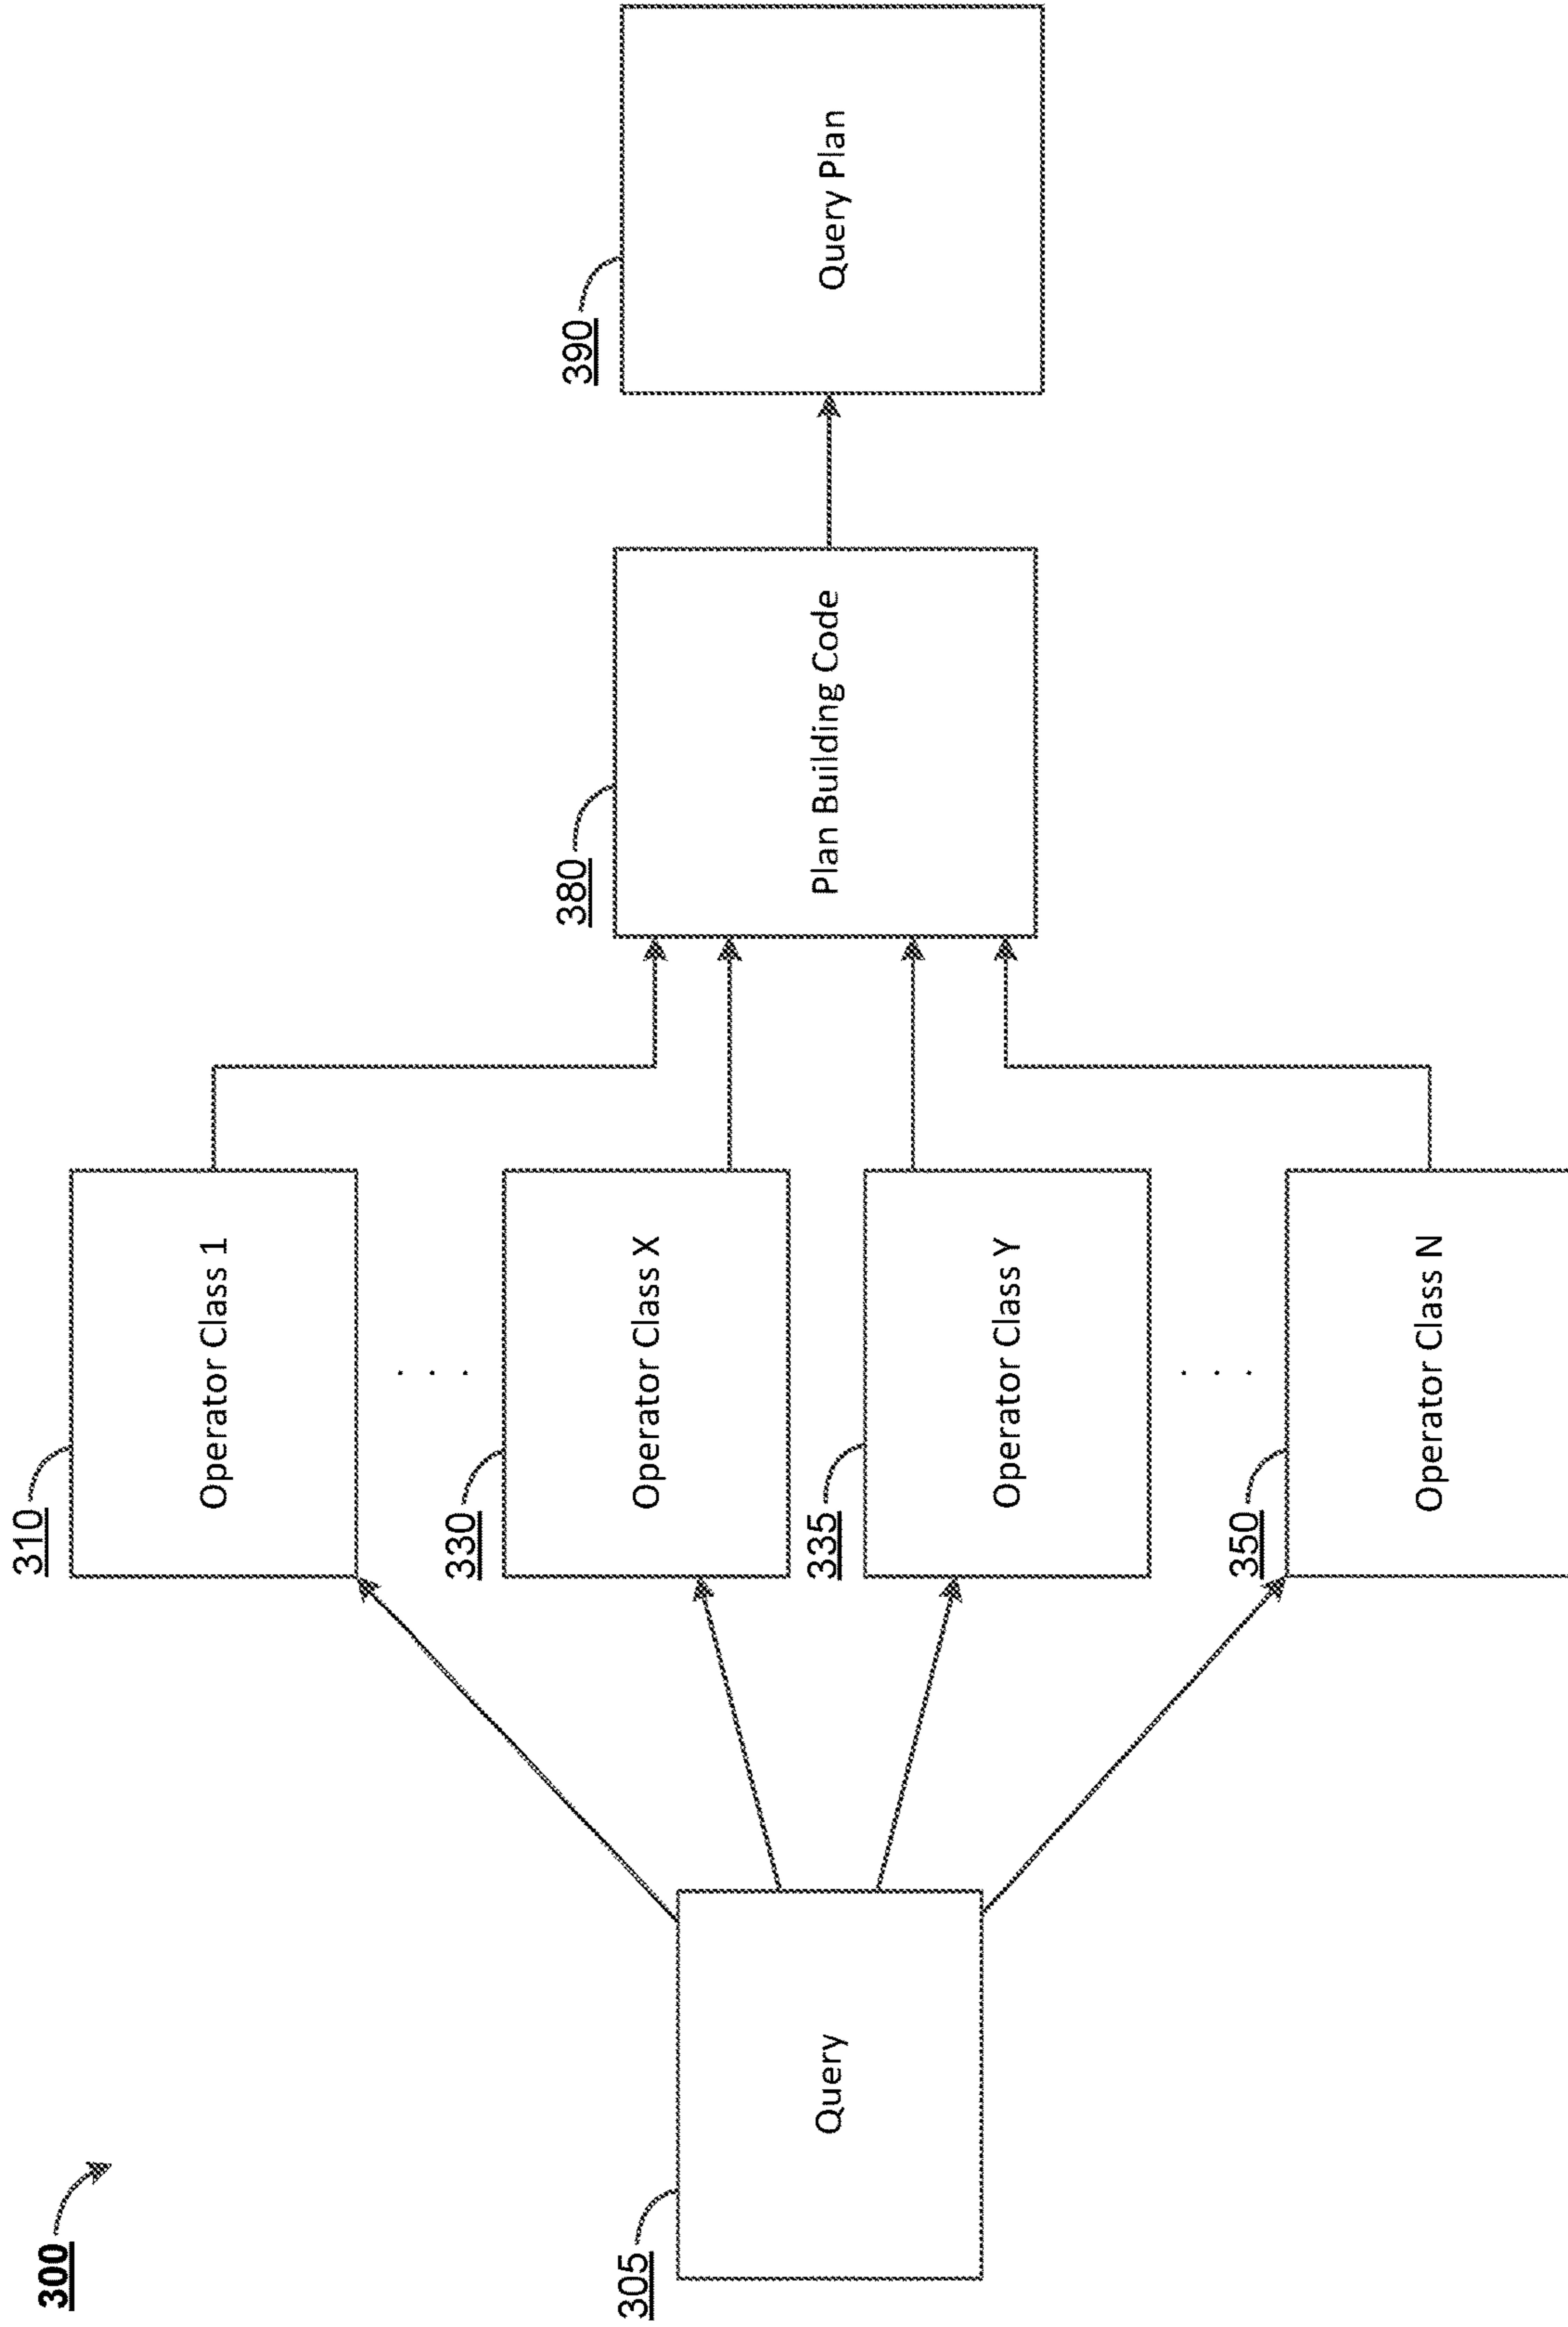 300
305
Query
310
Operator Class 1
. . .
330
Operator Class X
335
Operator Class Y
. . .
350
Operator Class N
380
Plan Building Code
390
Query Plan